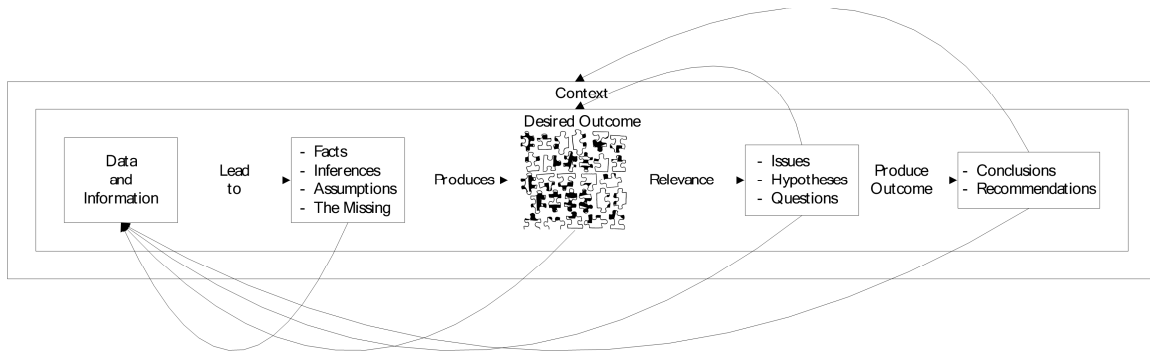 Context
Desired Outcome
Data
and
Information
Lead
to
- Facts
- Inferences
- Assumptions
- The Missing
Produces
Relevance
- Issues
- Hypotheses
- Questions
Produce
Outcome
- Conclusions
- Recommendations